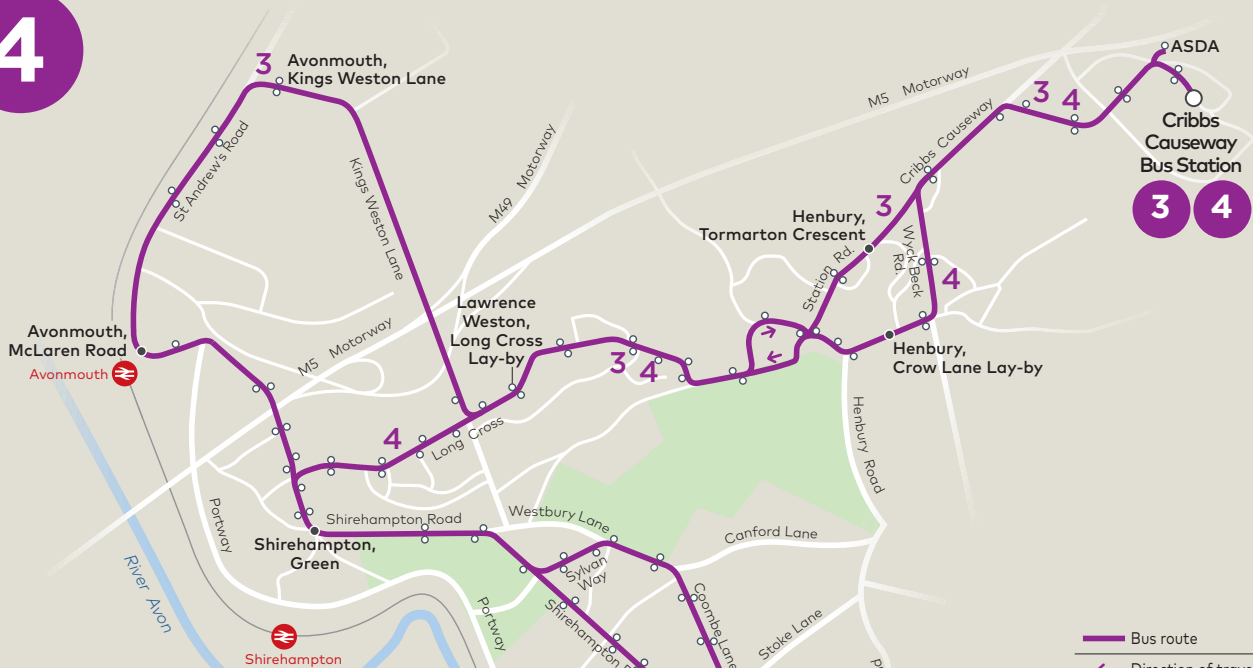 4
3
Avonmouth,
Kings Weston Lane
St Andrew's Road
Kings Weston Lane
M49 Motorway
M5 Motorway
ASDA
3 4
Cribbs Causeway
Cribbs
Causeway
Bus Station
3 4
Henbury,
Tormarton Crescent
3
Station Rd.
Wyck Beck
Rd.
4
Avonmouth,
McLaren Road
Avonmouth
M5 Motorway
Lawrence
Weston,
Long Cross
Lay-by
3 4
Henbury,
Crow Lane Lay-by
4
Long Cross
Henbury Road
Portway
Shirehampton Road
Westbury Lane
Canford Lane
Shirehampton,
Green
River Avon
Sylvan
Way
Portway
Shirehampton
Coombe Lane
Stoke Lane
Shirehampton
Bus route
Direction of